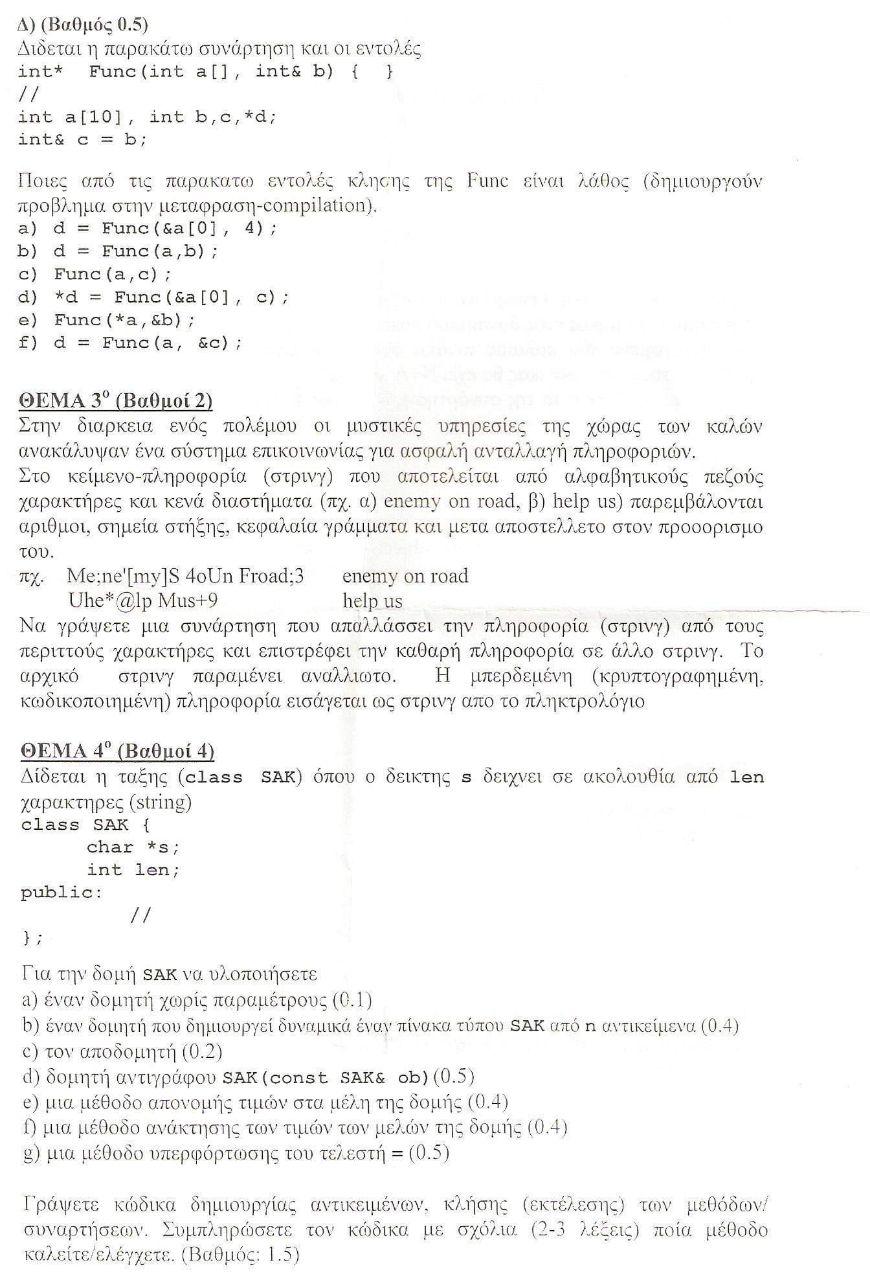 Δ) (Βαθμός 0.5)
Διδεται η παρακάτω συνάρτηση και οι εντολές
int* Func(int a[], int& b) { }
//
int a[10], int b,c,*d;
int& c = b;
Ποιες από τις παρακατω εντολές κλησης της Func είναι λάθος (δημιουργούν
προβλημα στην μεταφραση-compilation).
a) d = Func(&a[0], 4);
b) d = Func(a,b);
c) Func(a,c);
d) *d = Func(&a[0], c);
e) Func(*a,&b);
f) d = Func(a, &c);
ΘΕΜΑ 3º (Βαθμοί 2)
Στην διαρκεια ενός πολέμου οι μυστικές υπηρεσίες της χώρας των καλών
ανακάλυψαν ένα σύστημα επικοινωνίας για ασφαλή ανταλλαγή πληροφοριών.
Στο κείμενο-πληροφορία (στρινγ) που αποτελείται από αλφαβητικούς πεζούς
χαρακτήρες και κενά διαστήματα (πχ. α) enemy on road, β) help us) παρεμβάλονται
αριθμοι, σημεία στήξης, κεφαλαία γράμματα και μετα αποστελλετο στον προοορισμο
του.
πχ. Me;ne'[my]S 4oUn Froad;3 enemy on road
Uhe*@lp Mus+9 help us
Να γράψετε μια συνάρτηση που απαλλάσσει την πληροφορία (στρινγ) από τους
περιττούς χαρακτήρες και επιστρέφει την καθαρή πληροφορία σε άλλο στρινγ. Το
αρχικό στρινγ παραμένει αναλλιωτο. Η μπερδεμένη (κρυπτογραφημένη,
κωδικοποιημένη) πληροφορία εισάγεται ως στρινγ απο το πληκτρολόγιο
ΘΕΜΑ 4º (Βαθμοί 4)
Δίδεται η ταξης (class SAK) όπου ο δεικτης s δειχνει σε ακολουθία από len
χαρακτηρες (string)
class SAK {
char *s;
int len;
public:
//
};
Για την δομή SAK να υλοποιήσετε
a) έναν δομητή χωρίς παραμέτρους (0.1)
b) έναν δομητή που δημιουργεί δυναμικά έναν πίνακα τύπου SAK από n αντικείμενα (0.4)
c) τον αποδομητή (0.2)
d) δομητή αντιγράφου SAK(const SAK& ob)(0.5)
e) μια μέθοδο απονομής τιμών στα μέλη της δομής (0.4)
f) μια μέθοδο ανάκτησης των τιμών των μελών της δομής (0.4)
g) μια μέθοδο υπερφόρτωσης του τελεστή = (0.5)
Γράψετε κώδικα δημιουργίας αντικειμένων, κλήσης (εκτέλεσης) των μεθόδων/
συναρτήσεων. Συμπληρώσετε τον κώδικα με σχόλια (2-3 λέξεις) ποία μέθοδο
καλείτε/ελέγχετε. (Βαθμός: 1.5)